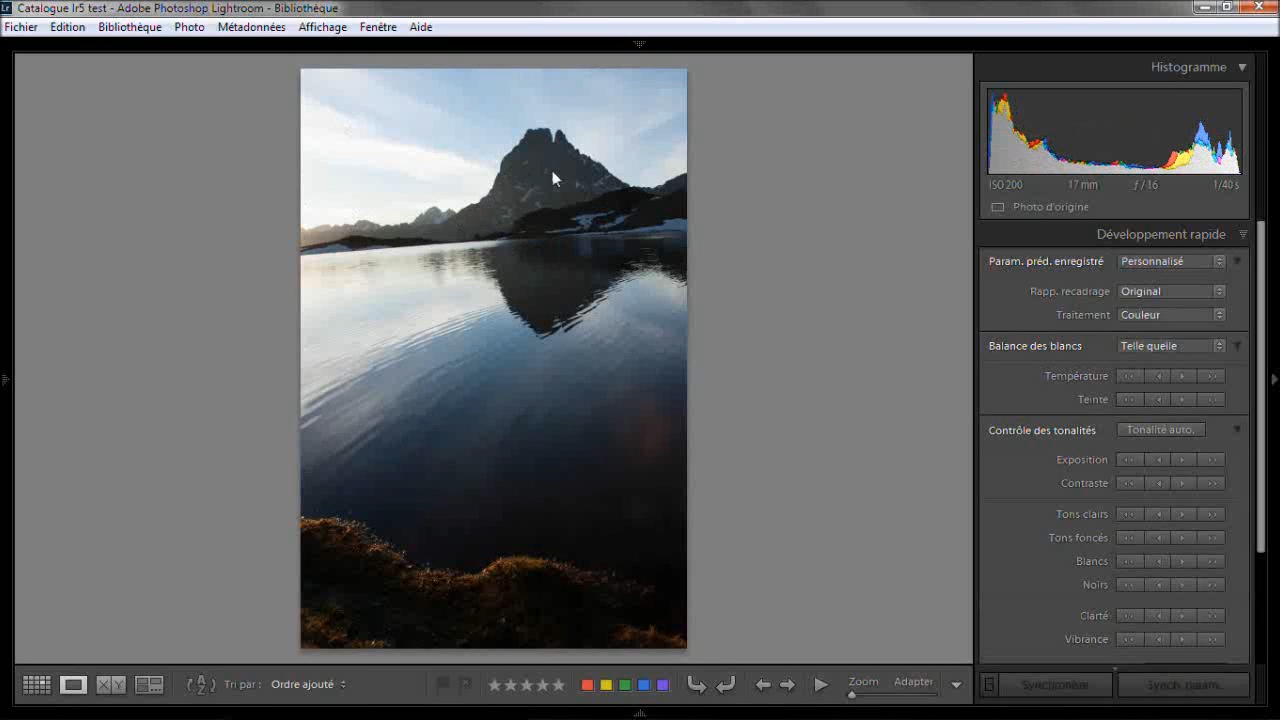 Catalogue lr5 test - Adobe Photoshop Lightroom - Bibliothèque
Fichier Edition Bibliothèque Photo Métadonnées Affichage Fenêtre Aide
Histogramme
ISO 200 17 mm ƒ / 16 1/40 s
Photo d'origine
Développement rapide
Param. préd. enregistré Personnalisé
Rapp. recadrage Original
Traitement Couleur
Balance des blancs Telle quelle
Température
Teinte
Contrôle des tonalités Tonalité auto.
Exposition
Contraste
Tons clairs
Tons foncés
Blancs
Noirs
Clarté
Vibrance
Tri par : Ordre ajouté
Zoom Adapter
Synchroniser Synch. param.